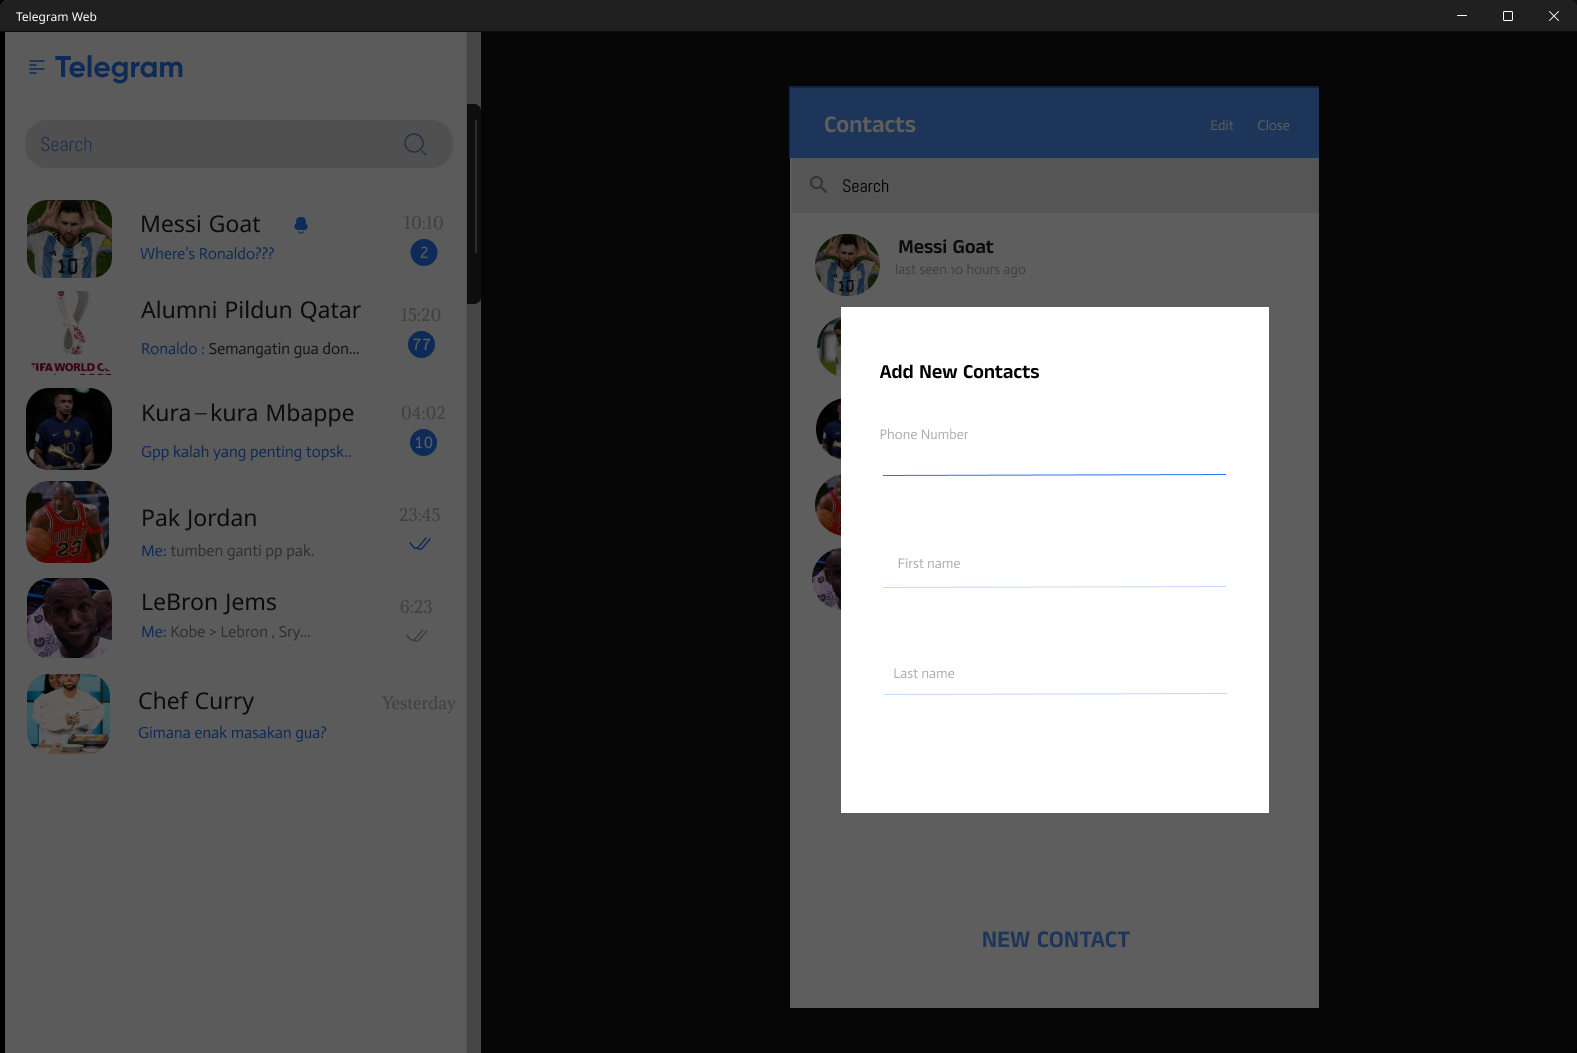 Telegram Web
Telegram
Search
Messi Goat
10:10
Where's Ronaldo???
2
Alumni Pildun Qatar
15:20
Ronaldo : Semangatin gua don...
77
FIFA WORLD C
Kura–kura Mbappe
04:02
Gpp kalah yang penting topsk..
10
Pak Jordan
23:45
Me: tumben ganti pp pak.
LeBron Jems
6:23
Me: Kobe > Lebron , Sry...
Chef Curry
Yesterday
Gimana enak masakan gua?
Contacts
Edit
Close
Search
Messi Goat
last seen 10 hours ago
Add New Contacts
Phone Number
First name
Last name
NEW CONTACT